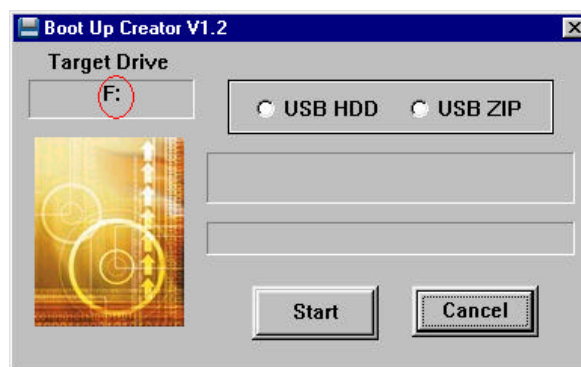 Boot Up Creator V1.2
Target Drive
F:
USB HDD
USB ZIP
Start
Cancel